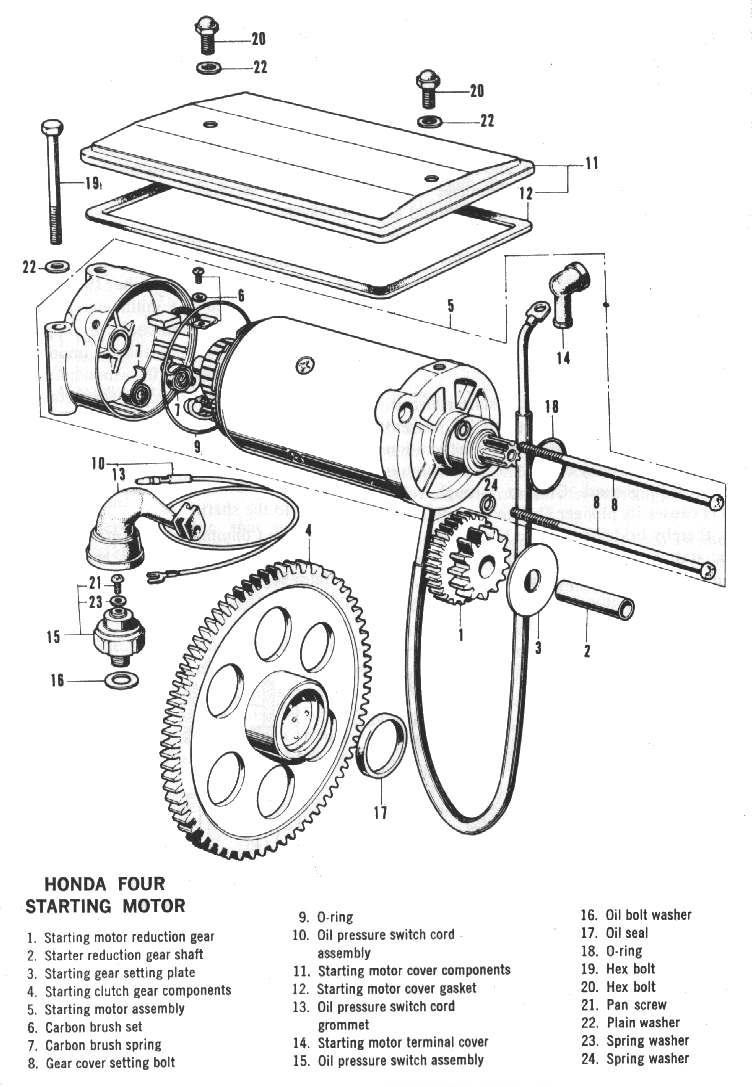 20
22
20
22
11
19
12
22
6
5
14
7
7
18
9
10
13
24
8
8
8
4
21
23
15
1
3
2
16
17
HONDA FOUR
STARTING MOTOR
1. Starting motor reduction gear
2. Starter reduction gear shaft
3. Starting gear setting plate
4. Starting clutch gear components
5. Starting motor assembly
6. Carbon brush set
7. Carbon brush spring
8. Gear cover setting bolt
9. O-ring
10. Oil pressure switch cord
assembly
11. Starting motor cover components
12. Starting motor cover gasket
13. Oil pressure switch cord
grommet
14. Starting motor terminal cover
15. Oil pressure switch assembly
16. Oil bolt washer
17. Oil seal
18. O-ring
19. Hex bolt
20. Hex bolt
21. Pan screw
22. Plain washer
23. Spring washer
24. Spring washer